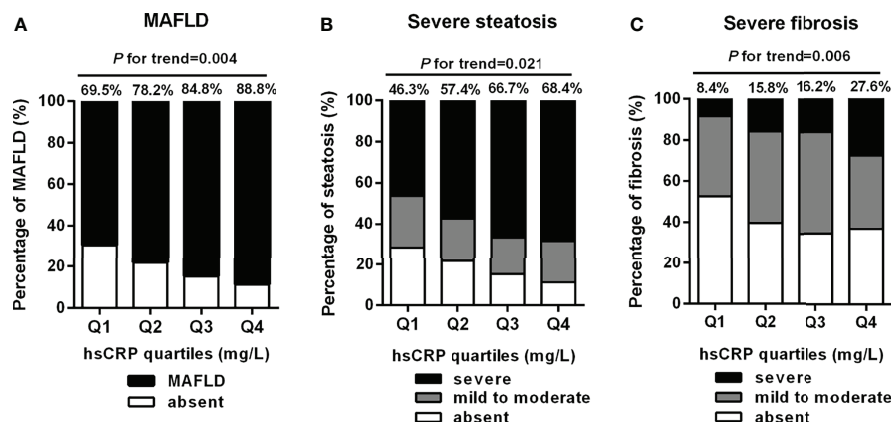 A
MAFLD
P for trend=0.004
69.5% 78.2% 84.8% 88.8%
Percentage of MAFLD (%)
100
80
60
40
20
0
Q1 Q2 Q3 Q4
hsCRP quartiles (mg/L)
MAFLD
absent
B
Severe steatosis
P for trend=0.021
46.3% 57.4% 66.7% 68.4%
Percentage of steatosis (%)
100
80
60
40
20
0
Q1 Q2 Q3 Q4
hsCRP quartiles (mg/L)
severe
mild to moderate
absent
C
Severe fibrosis
P for trend=0.006
8.4% 15.8% 16.2% 27.6%
Percentage of fibrosis (%)
100
80
60
40
20
0
Q1 Q2 Q3 Q4
hsCRP quartiles (mg/L)
severe
mild to moderate
absent